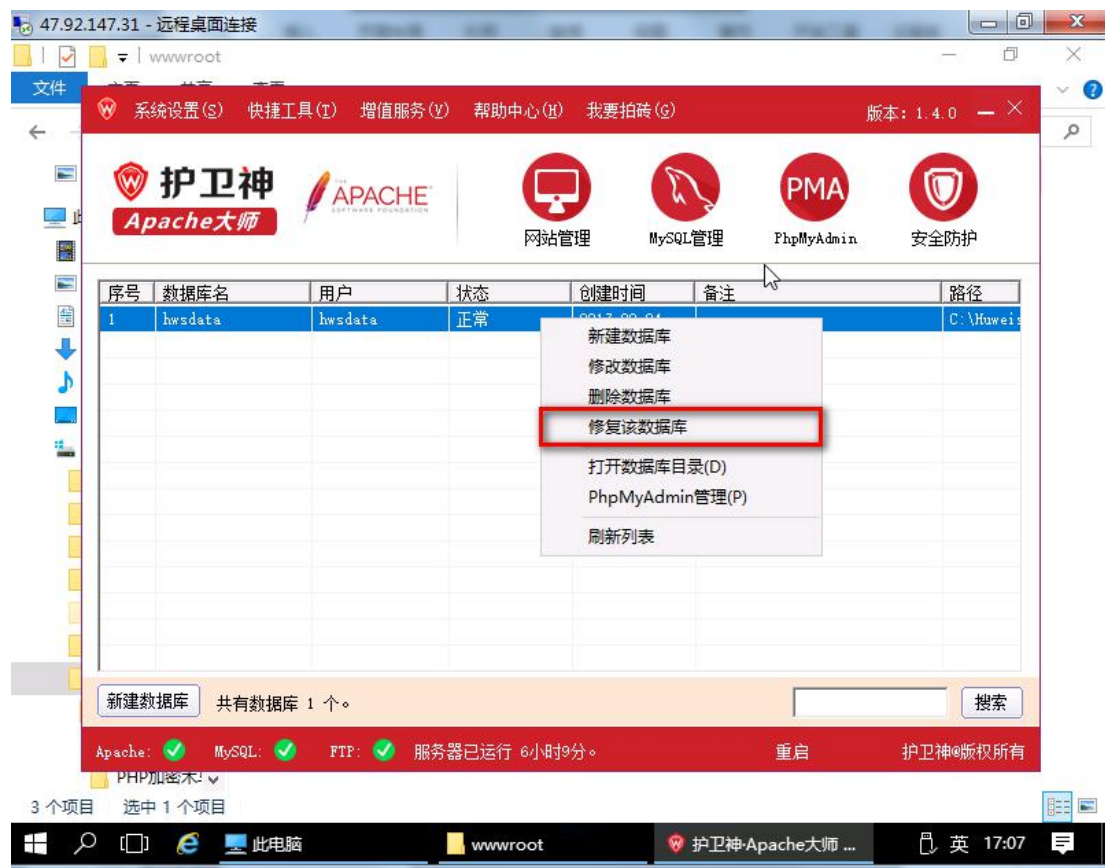 47.92.147.31 - 远程桌面连接
wwwroot
文件
系统设置(S) 快捷工具(T) 增值服务(V) 帮助中心(H) 我要拍砖(G) 版本: 1.4.0
护卫神
Apache大师
THE
APACHE
SOFTWARE FOUNDATION
PMA
网站管理 MySQL管理 PhpMyAdmin 安全防护
序号 数据库名 用户 状态 创建时间 备注 路径
1 hwsdata hwsdata 正常 C:\Huweis
新建数据库
修改数据库
删除数据库
修复该数据库
打开数据库目录(D)
PhpMyAdmin管理(P)
刷新列表
新建数据库 共有数据库 1 个。 搜索
Apache: MySQL: FTP: 服务器已运行 6小时9分。 重启 护卫神®版权所有
PHP加密
3 个项目 选中 1 个项目
此电脑 wwwroot 护卫神·Apache大师 ... 英 17:07